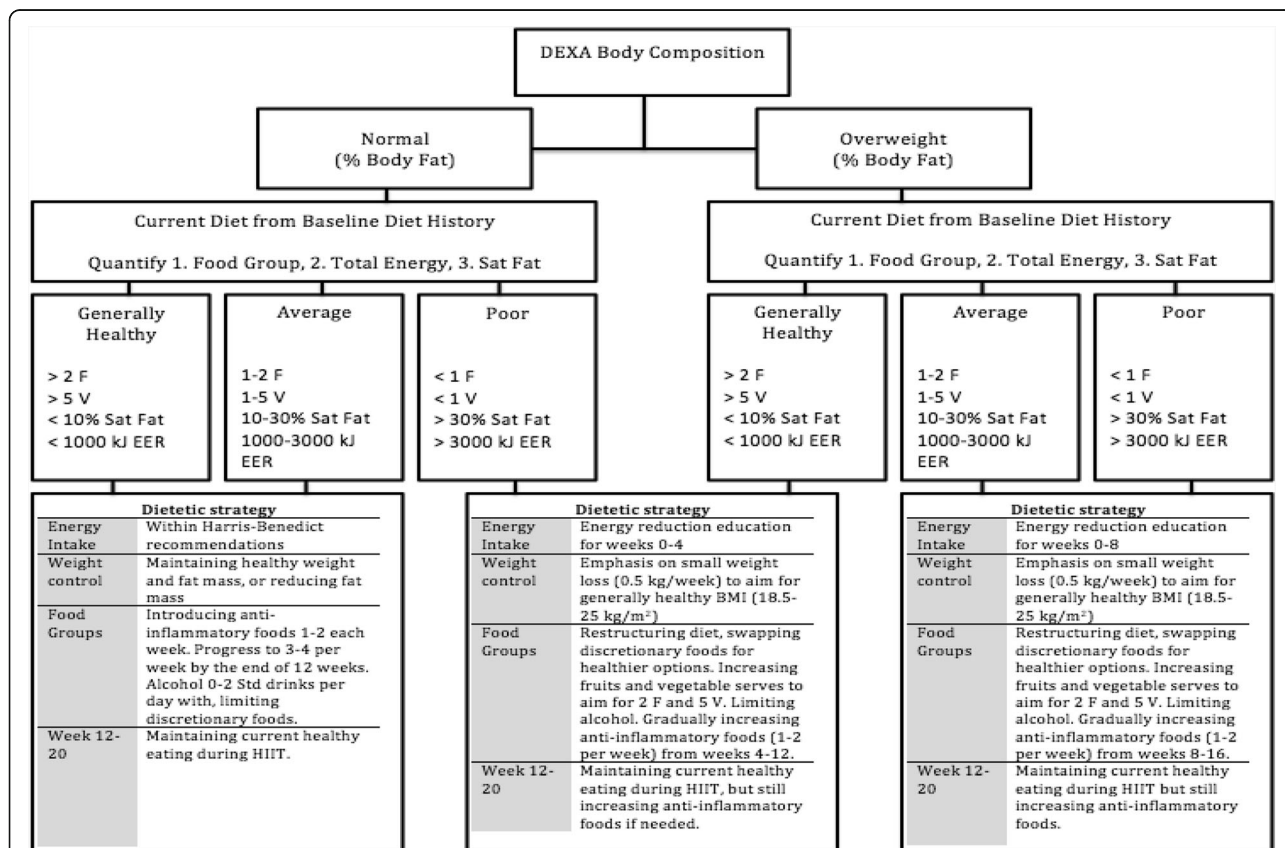 DEXA Body Composition
Normal
(% Body Fat)
Overweight
(% Body Fat)
Current Diet from Baseline Diet History
Quantify 1. Food Group, 2. Total Energy, 3. Sat Fat
Current Diet from Baseline Diet History
Quantify 1. Food Group, 2. Total Energy, 3. Sat Fat
Generally
Healthy
> 2 F
> 5 V
< 10% Sat Fat
< 1000 kJ EER
Average
1-2 F
1-5 V
10-30% Sat Fat
1000-3000 kJ
EER
Poor
< 1 F
< 1 V
> 30% Sat Fat
> 3000 kJ EER
Generally
Healthy
> 2 F
> 5 V
< 10% Sat Fat
< 1000 kJ EER
Average
1-2 F
1-5 V
10-30% Sat Fat
1000-3000 kJ
EER
Poor
< 1 F
< 1 V
> 30% Sat Fat
> 3000 kJ EER
Dietetic strategy
Energy
Intake
Within Harris-Benedict
recommendations
Weight
control
Maintaining healthy weight
and fat mass, or reducing fat
mass
Food
Groups
Introducing anti-
inflammatory foods 1-2 each
week. Progress to 3-4 per
week by the end of 12 weeks.
Alcohol 0-2 Std drinks per
day with, limiting
discretionary foods.
Week 12-
20
Maintaining current healthy
eating during HIIT.
Dietetic strategy
Energy
Intake
Energy reduction education
for weeks 0-4
Weight
control
Emphasis on small weight
loss (0.5 kg/week) to aim for
generally healthy BMI (18.5-
25 kg/m²)
Food
Groups
Restructuring diet, swapping
discretionary foods for
healthier options. Increasing
fruits and vegetable serves to
aim for 2 F and 5 V. Limiting
alcohol. Gradually increasing
anti-inflammatory foods (1-2
per week) from weeks 4-12.
Week 12-
20
Maintaining current healthy
eating during HIIT, but still
increasing anti-inflammatory
foods if needed.
Dietetic strategy
Energy
Intake
Energy reduction education
for weeks 0-8
Weight
control
Emphasis on small weight
loss (0.5 kg/week) to aim for
generally healthy BMI (18.5-
25 kg/m²)
Food
Groups
Restructuring diet, swapping
discretionary foods for
healthier options. Increasing
fruits and vegetable serves to
aim for 2 F and 5 V. Limiting
alcohol. Gradually increasing
anti-inflammatory foods (1-2
per week) from weeks 8-16.
Week 12-
20
Maintaining current healthy
eating during HIIT but still
increasing anti-inflammatory
foods.